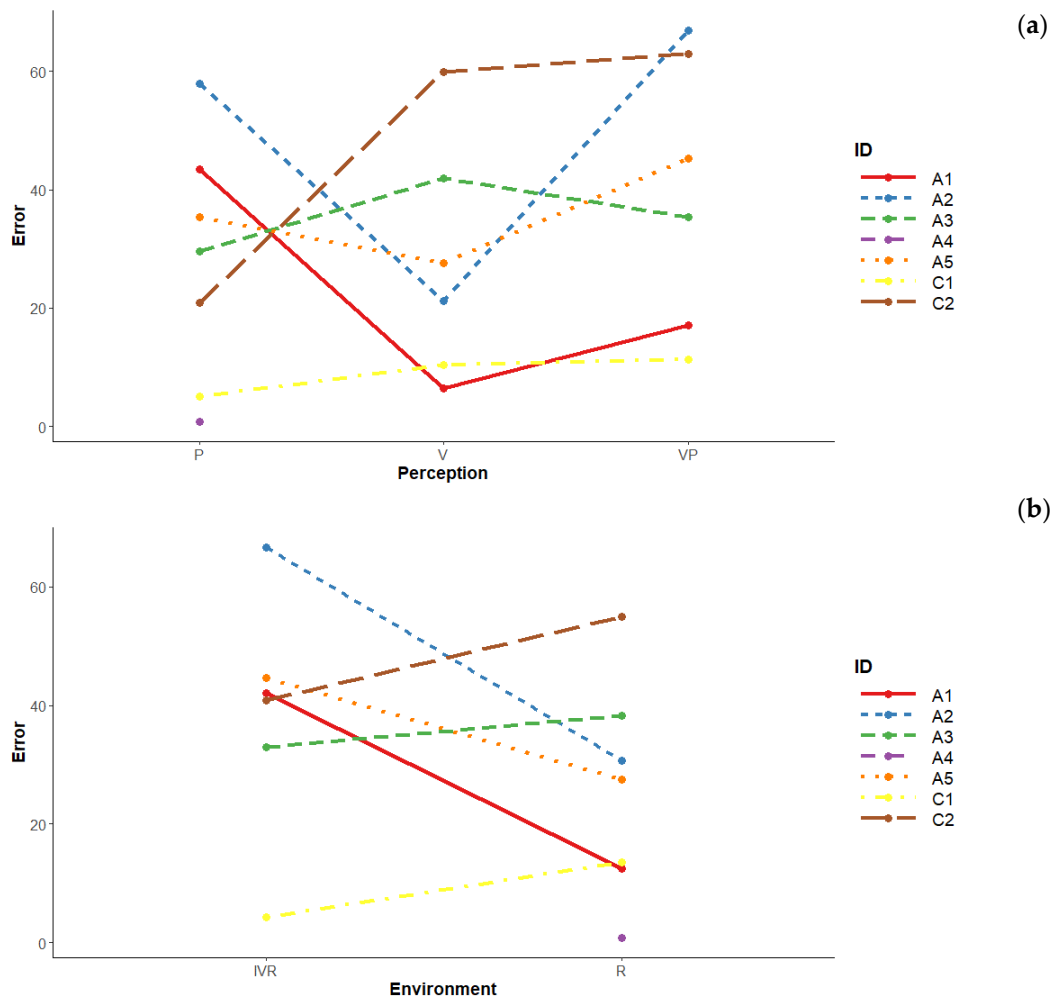 (a)
60
40
20
0
Error
P V VP
Perception
ID
A1
A2
A3
A4
A5
C1
C2
(b)
60
40
20
0
Error
IVR R
Environment
ID
A1
A2
A3
A4
A5
C1
C2